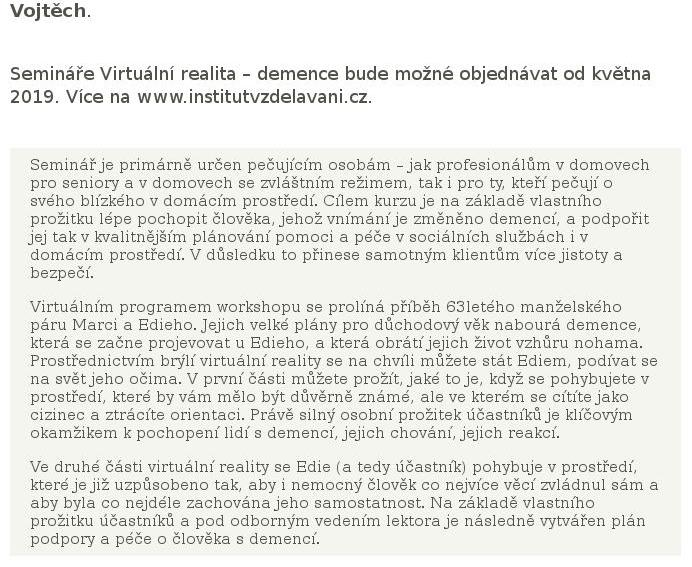 Vojtěch.
Semináře Virtuální realita – demence bude možné objednávat od května
2019. Více na www.institutvzdelavani.cz.
Seminář je primárně určen pečujícím osobám – jak profesionálům v domovech
pro seniory a v domovech se zvláštním režimem, tak i pro ty, kteří pečují o
svého blízkého v domácím prostředí. Cílem kurzu je na základě vlastního
prožitku lépe pochopit člověka, jehož vnímání je změněno demencí, a podpořit
jej tak v kvalitnějším plánování pomoci a péče v sociálních službách i v
domácím prostředí. V důsledku to přinese samotným klientům více jistoty a
bezpečí.
Virtuálním programem workshopu se prolíná příběh 63letého manželského
páru Marci a Edieho. Jejich velké plány pro důchodový věk nabourá demence,
která se začne projevovat u Edieho, a která obrátí jejich život vzhůru nohama.
Prostřednictvím brýlí virtuální reality se na chvíli můžete stát Ediem, podívat se
na svět jeho očima. V první části můžete prožít, jaké to je, když se pohybujete v
prostředí, které by vám mělo být důvěrně známé, ale ve kterém se cítíte jako
cizinec a ztrácíte orientaci. Právě silný osobní prožitek účastníků je klíčovým
okamžikem k pochopení lidí s demencí, jejich chování, jejich reakcí.
Ve druhé části virtuální reality se Edie (a tedy účastník) pohybuje v prostředí,
které je již uzpůsobeno tak, aby i nemocný člověk co nejvíce věcí zvládnul sám a
aby byla co nejdéle zachována jeho samostatnost. Na základě vlastního
prožitku účastníků a pod odborným vedením lektora je následně vytvářen plán
podpory a péče o člověka s demencí.